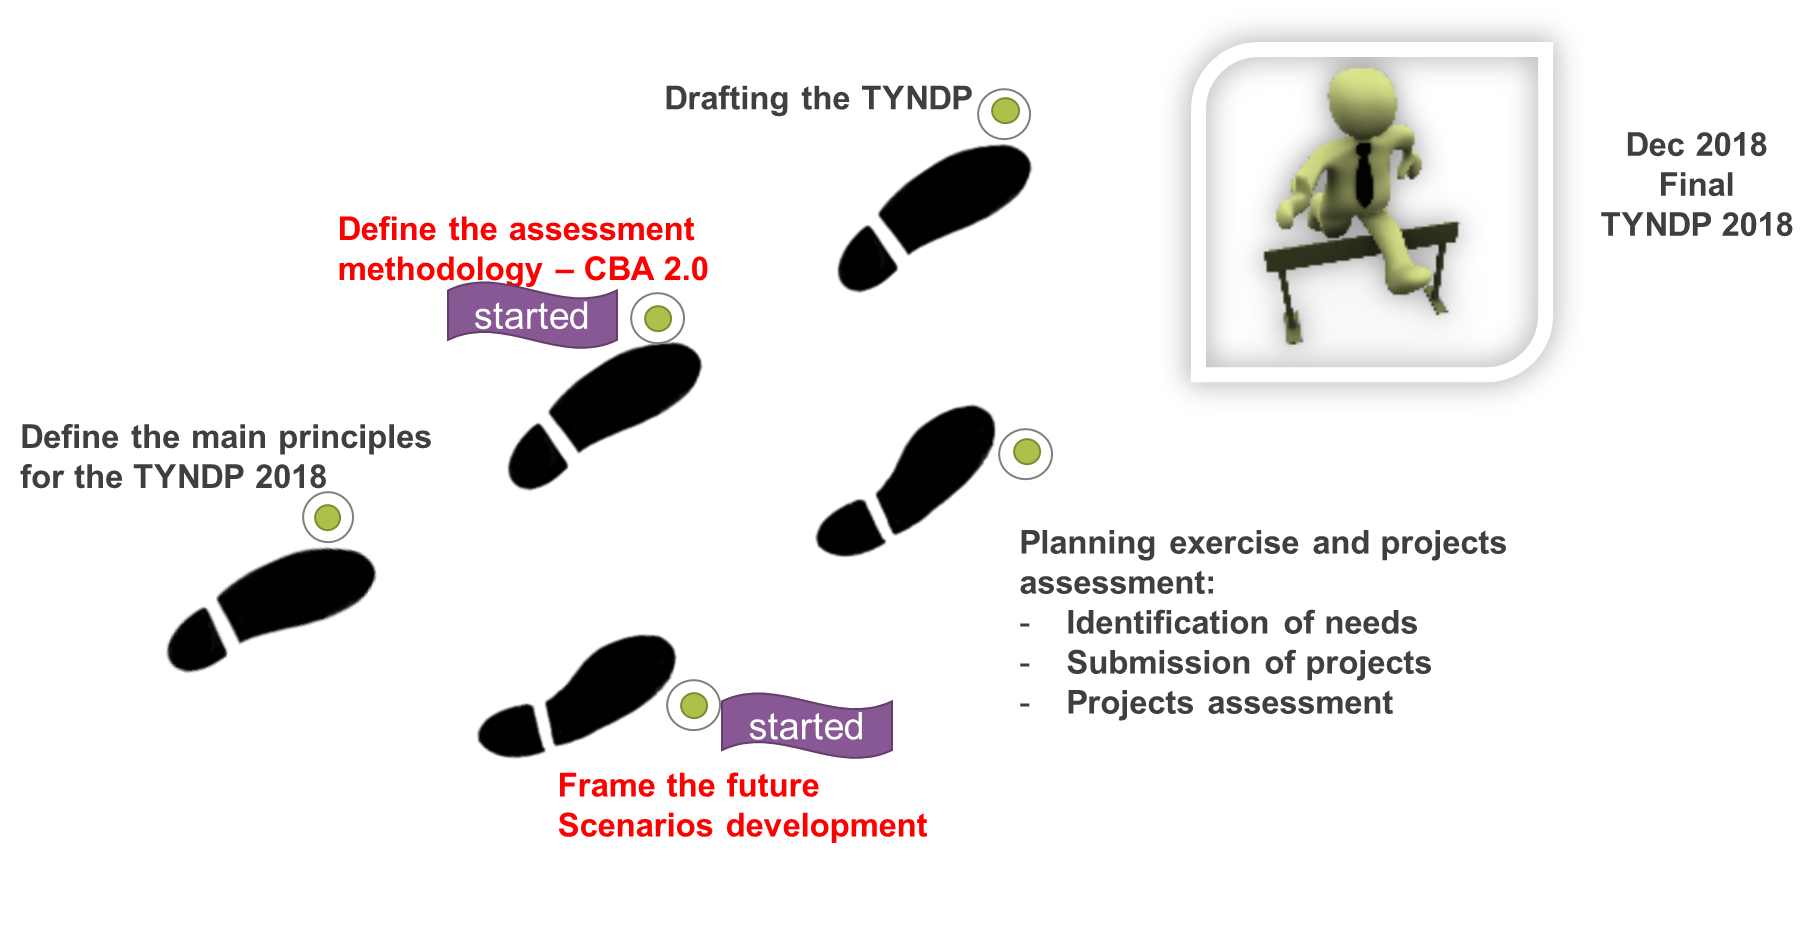 Drafting the TYNDP
Dec 2018
Final
TYNDP 2018
Define the assessment
methodology – CBA 2.0
started
Define the main principles
for the TYNDP 2018
Planning exercise and projects
assessment:
- Identification of needs
- Submission of projects
- Projects assessment
started
Frame the future
Scenarios development